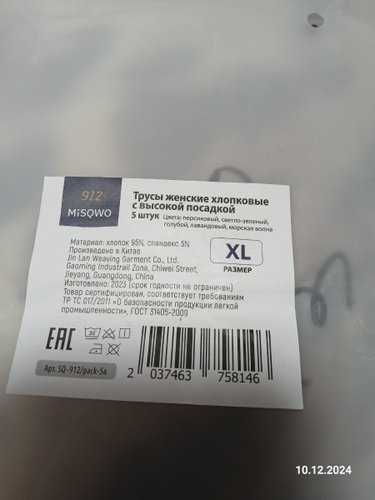 912
MiSQWO
Трусы женские хлопковые
с высокой посадкой
5 штук Цвета: персиковый, светло-зеленый,
голубой, лавандовый, морская волна
Материал: хлопок 95%, спандекс 5%
Произведено в Китае
Jin Lan Weaving Garment Co., Ltd.
Gaoming Industrail Zone, Chiwei Street,
Jieyang, Guangdong, China
Изготовлено: 2023 (срок годности не ограничен)
Товар сертифицирован, соответствует требованиям
ТР ТС 017/2011 «О безопасности продукции легкой
промышленности», ГОСТ 31405-2009
XL
РАЗМЕР
EAC
30
Арт. SQ-912/pack-5a
2 037463 758146
10.12.2024